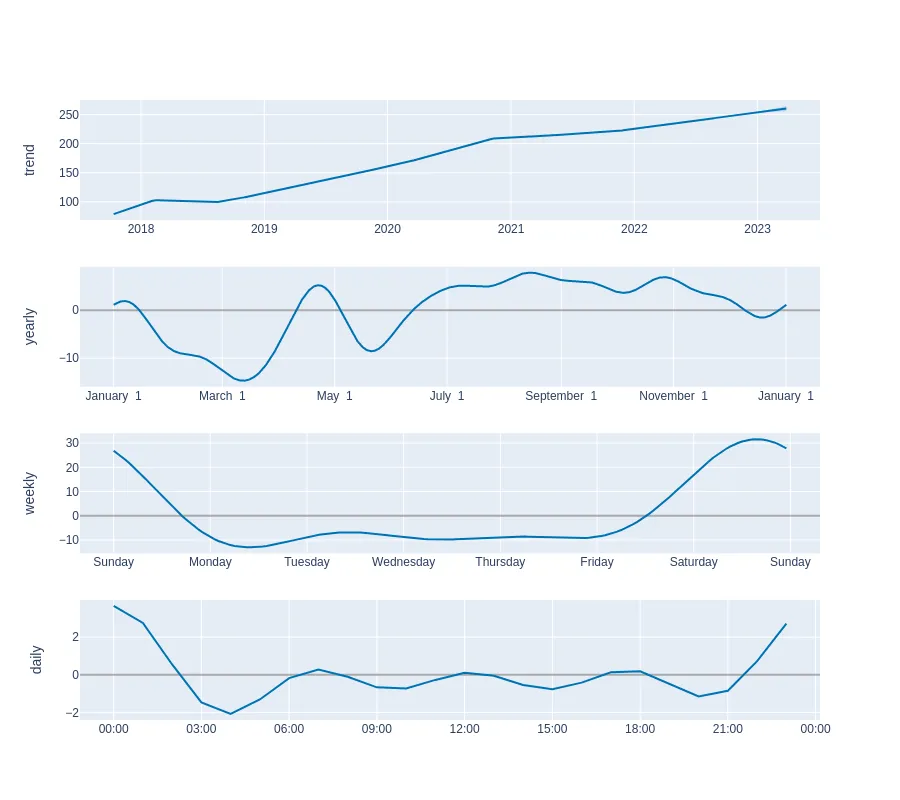 trend
250
200
150
100
2018 2019 2020 2021 2022 2023
yearly
0
−10
January 1 March 1 May 1 July 1 September 1 November 1 January 1
weekly
30
20
10
0
−10
Sunday Monday Tuesday Wednesday Thursday Friday Saturday Sunday
daily
2
0
−2
00:00 03:00 06:00 09:00 12:00 15:00 18:00 21:00 00:00